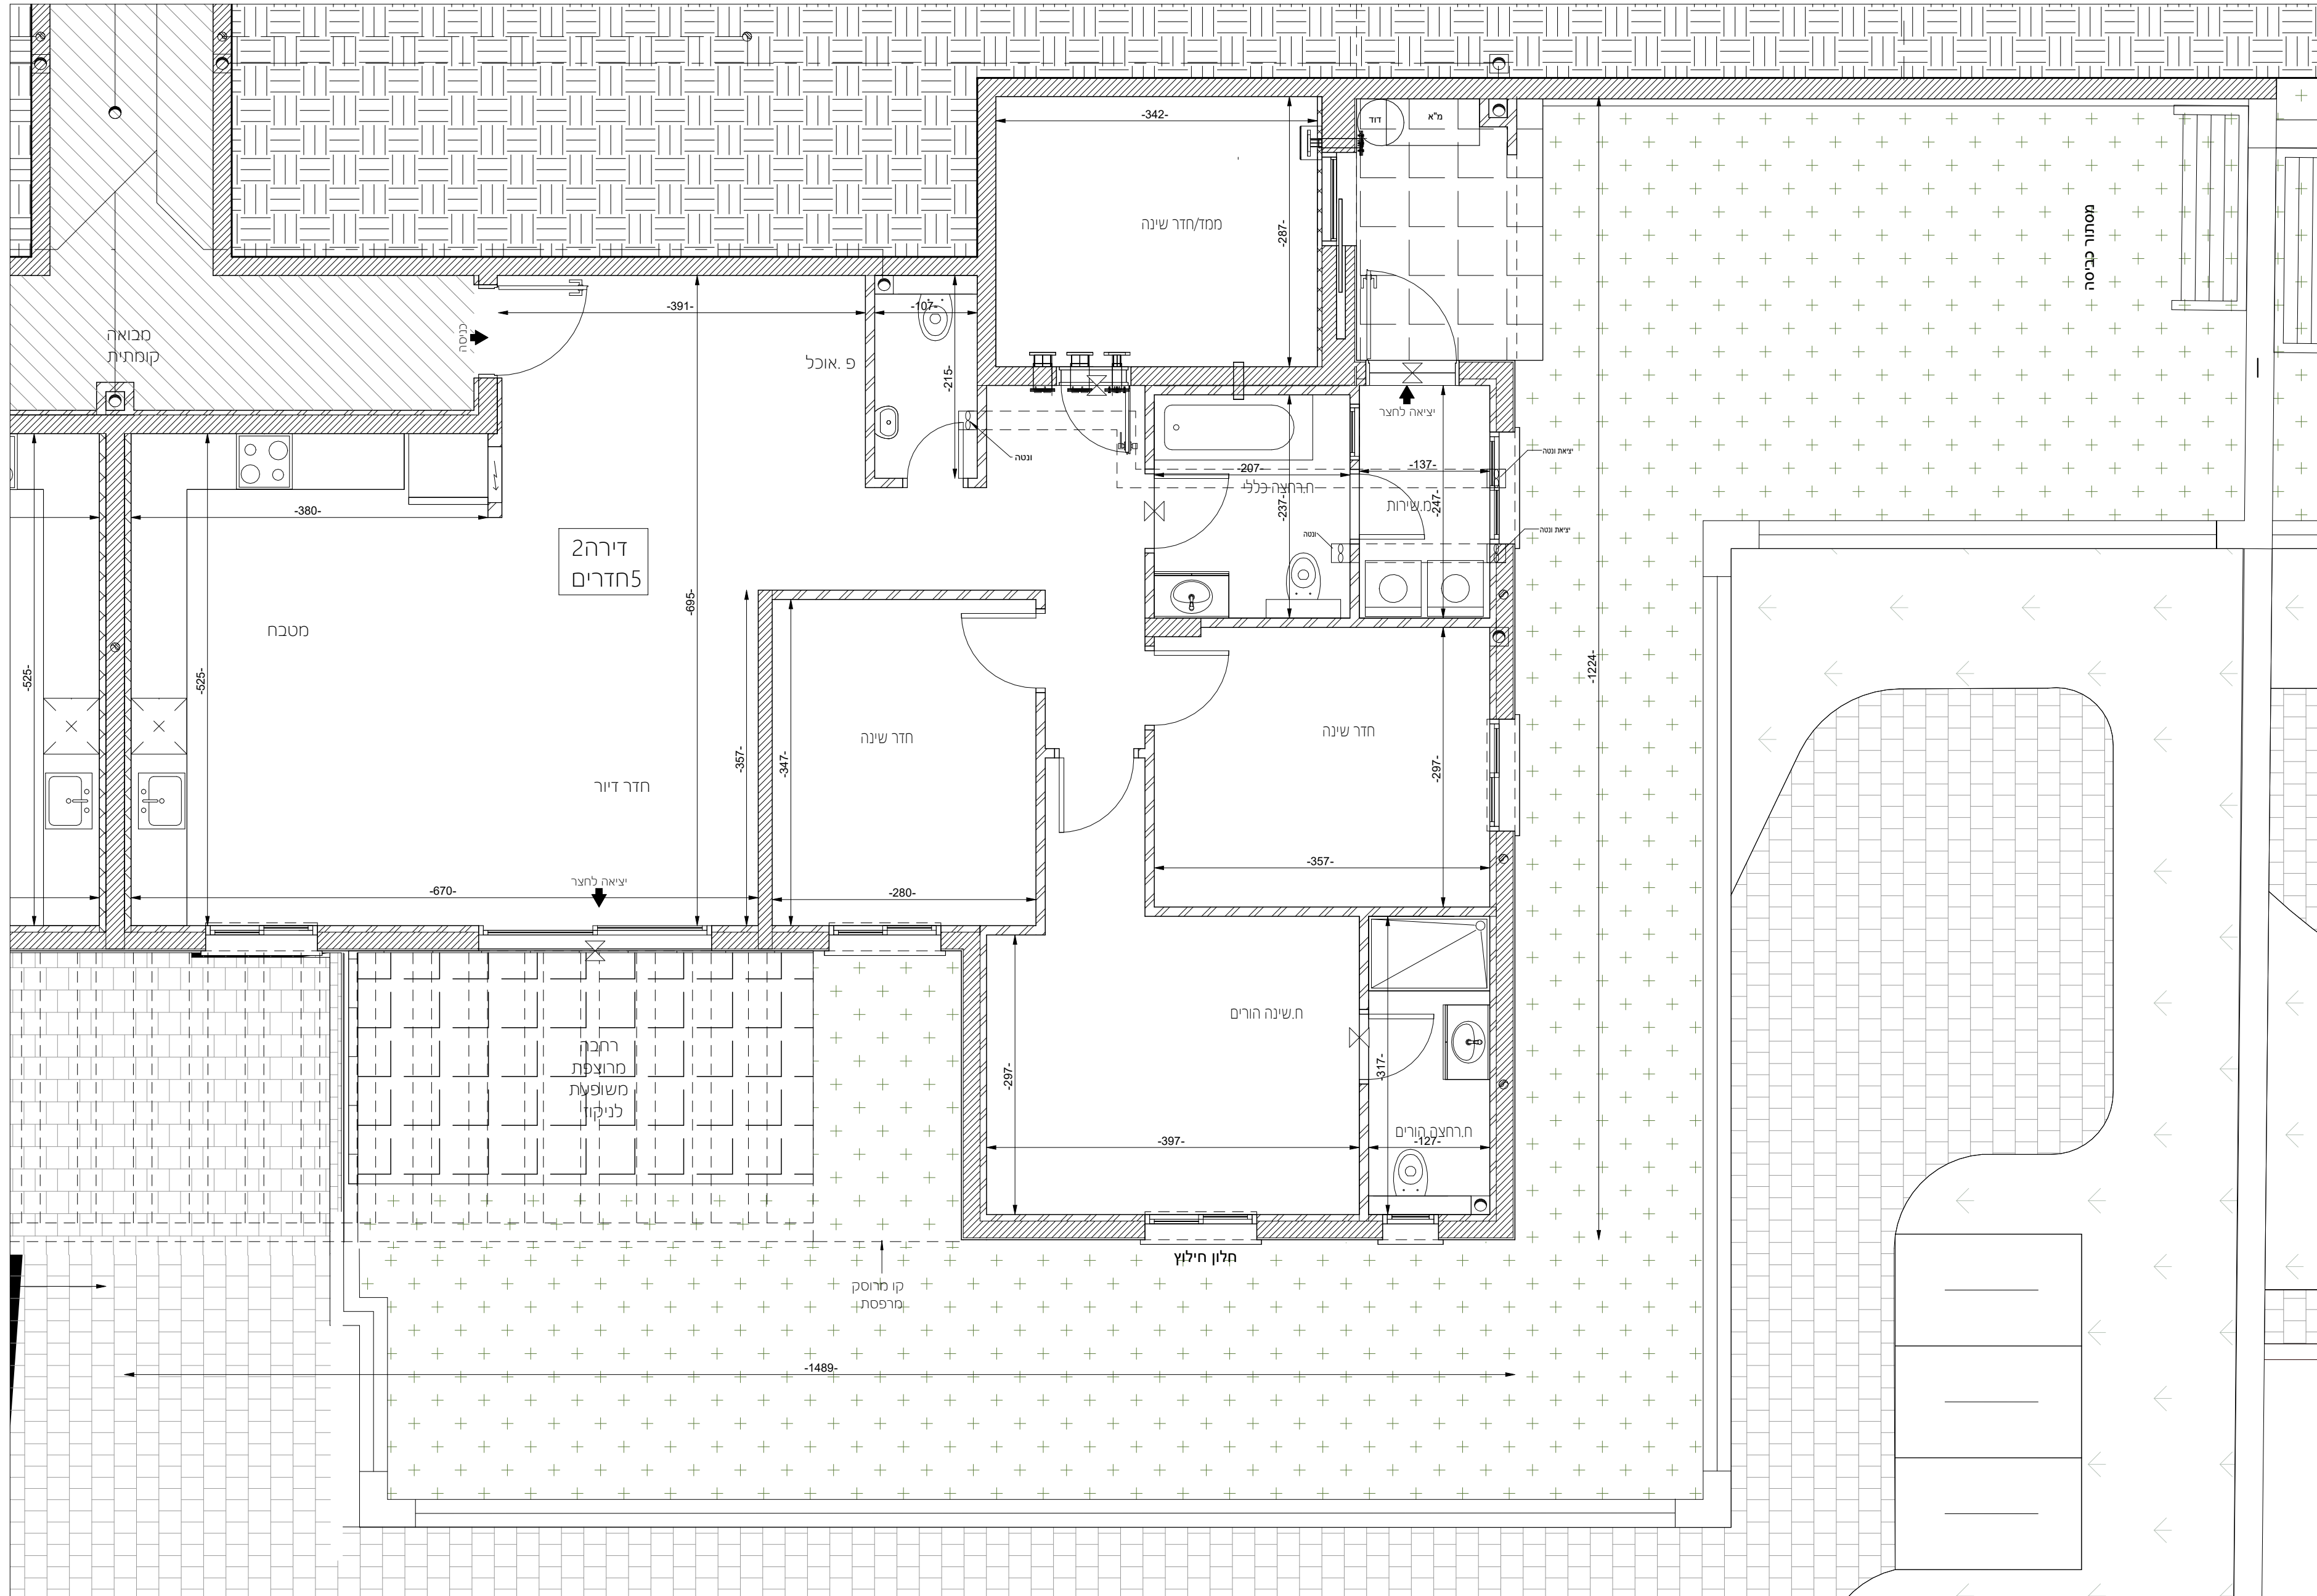 דוד
מ"א
-342-
ממד/חדר שינה
-287-
מסתור כביסה
מבואה
קומתית
כניסה
-391-
-107-
פ .אוכל
-215-
ונטה
יציאה לחצר
יציאת ונטה
-207-
ח.רחצה כללי
-237-
-137-
מ.שירות
-247-
ונטה
יציאת ונטה
-380-
דירה2
5חדרים
-695-
מטבח
-525-
-525-
-1224-
-357-
-347-
חדר שינה
חדר שינה
-297-
חדר דיור
-357-
יציאה לחצר
-670-
-280-
ח.שינה הורים
רחבה
מרוצפת
משופעת
לניקוז
-297-
-317-
-397-
ח.רחצה הורים
-127-
חלון חילוץ
קו מרוסק
מרפסת
-1489-